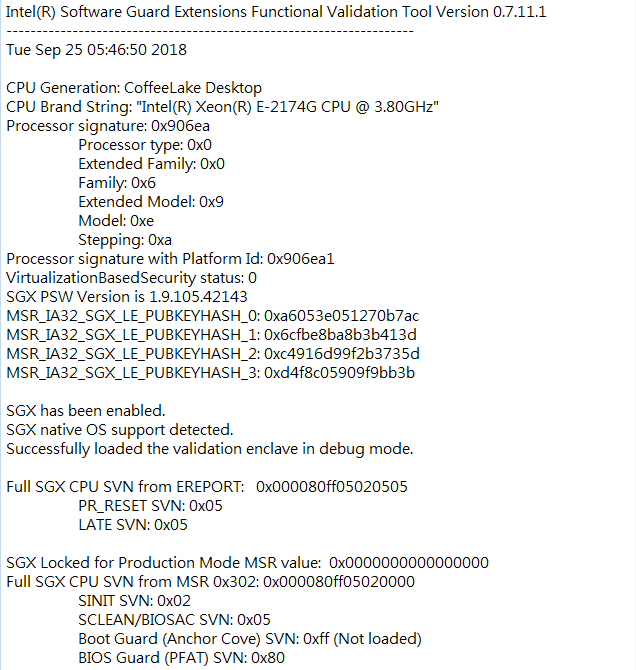 Intel(R) Software Guard Extensions Functional Validation Tool Version 0.7.11.1
--------------------------------------------------------------------
Tue Sep 25 05:46:50 2018
CPU Generation: CoffeeLake Desktop
CPU Brand String: "Intel(R) Xeon(R) E-2174G CPU @ 3.80GHz"
Processor signature: 0x906ea
Processor type: 0x0
Extended Family: 0x0
Family: 0x6
Extended Model: 0x9
Model: 0xe
Stepping: 0xa
Processor signature with Platform Id: 0x906ea1
VirtualizationBasedSecurity status: 0
SGX PSW Version is 1.9.105.42143
MSR_IA32_SGX_LE_PUBKEYHASH_0: 0xa6053e051270b7ac
MSR_IA32_SGX_LE_PUBKEYHASH_1: 0x6cfbe8ba8b3b413d
MSR_IA32_SGX_LE_PUBKEYHASH_2: 0xc4916d99f2b3735d
MSR_IA32_SGX_LE_PUBKEYHASH_3: 0xd4f8c05909f9bb3b
SGX has been enabled.
SGX native OS support detected.
Successfully loaded the validation enclave in debug mode.
Full SGX CPU SVN from EREPORT: 0x000080ff05020505
PR_RESET SVN: 0x05
LATE SVN: 0x05
SGX Locked for Production Mode MSR value: 0x0000000000000000
Full SGX CPU SVN from MSR 0x302: 0x000080ff05020000
SINIT SVN: 0x02
SCLEAN/BIOSAC SVN: 0x05
Boot Guard (Anchor Cove) SVN: 0xff (Not loaded)
BIOS Guard (PFAT) SVN: 0x80